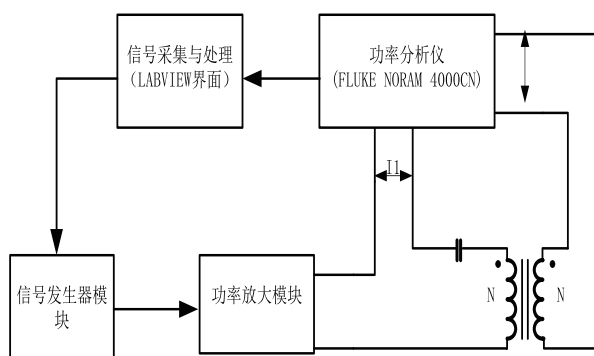 信号采集与处理
（LABVIEW界面）
功率分析仪
(FLUKE NORAM 4000CN)
I1
信号发生器模
块
功率放大模块
N
N